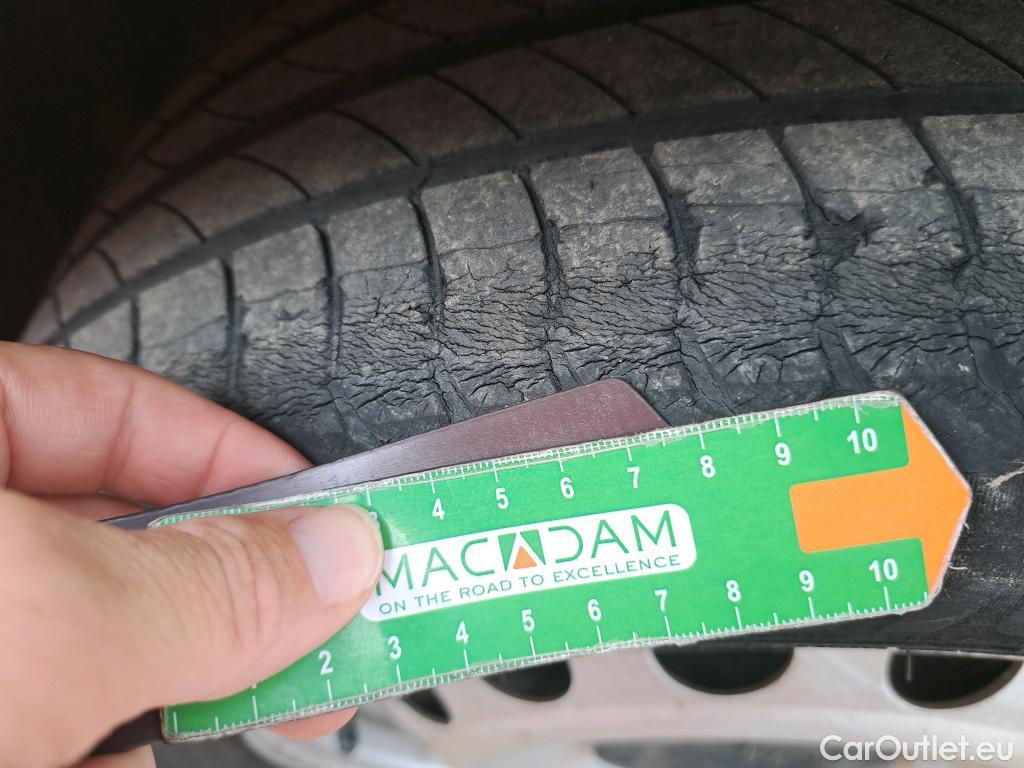 3 4 5 6 7 8 9 10
MACADAM
ON THE ROAD TO EXCELLENCE
2 3 4 5 6 7 8 9 10
CarOutlet.eu